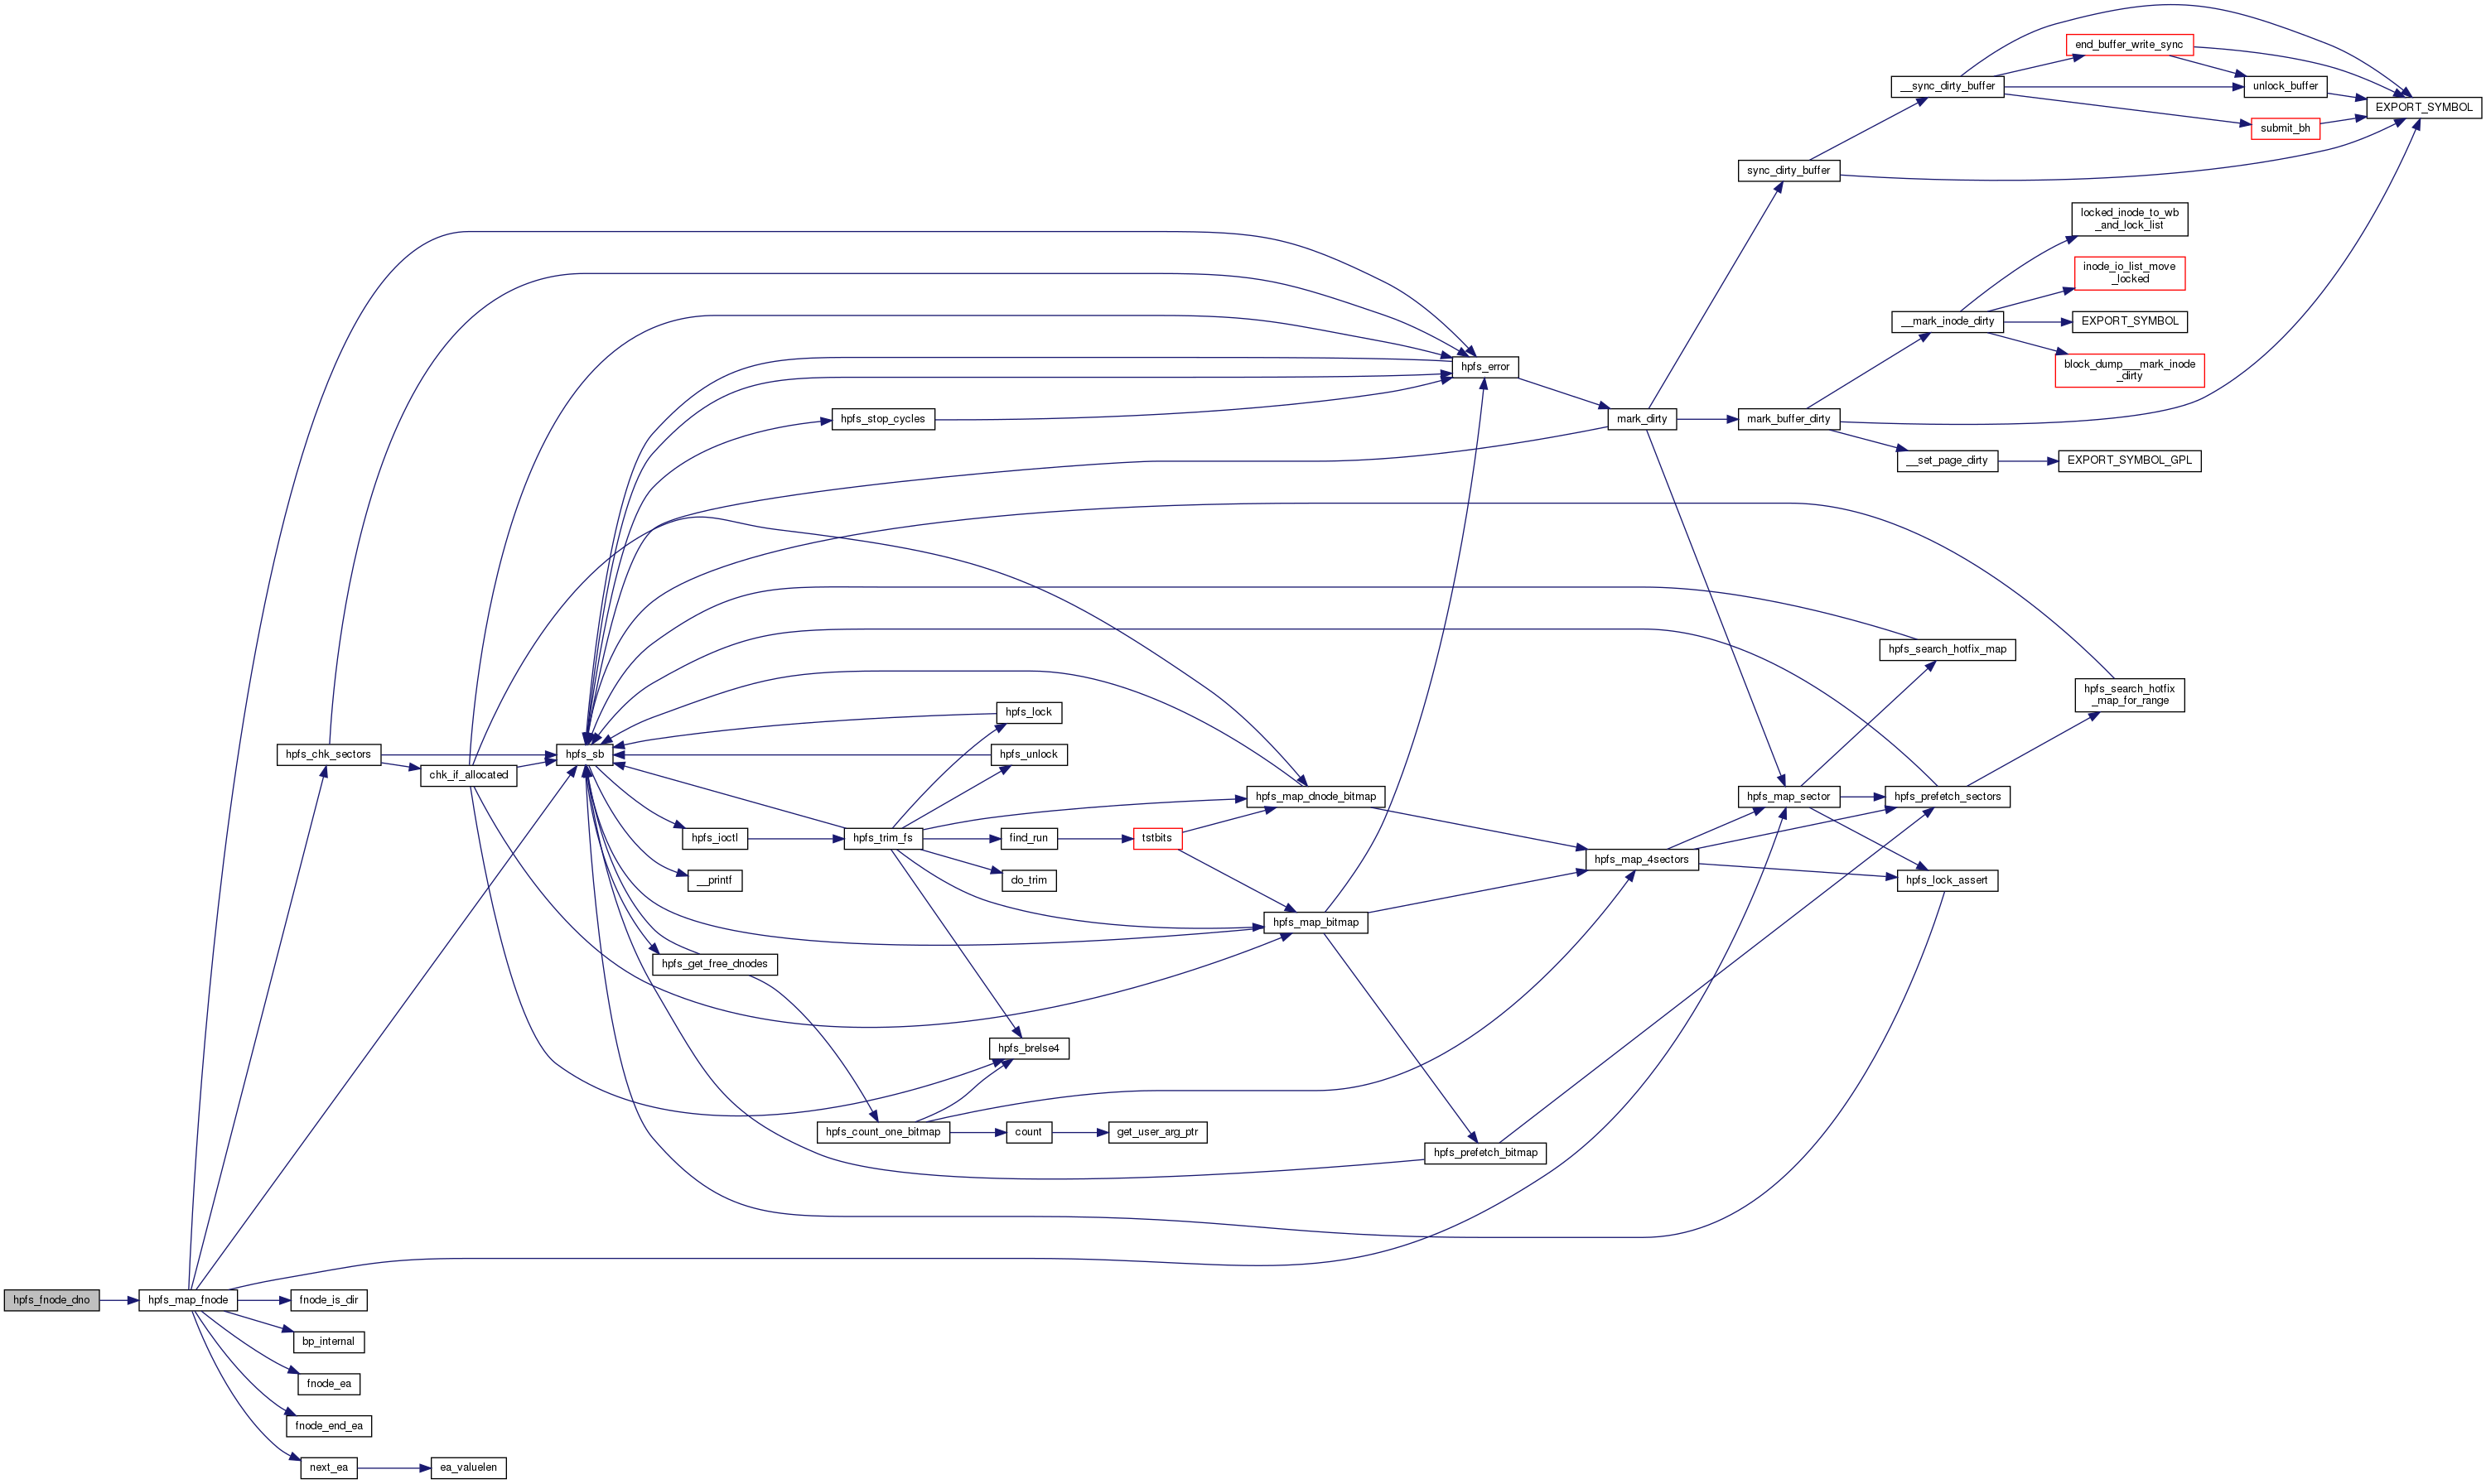 end_buffer_write_sync
__sync_dirty_buffer
unlock_buffer
EXPORT_SYMBOL
submit_bh
sync_dirty_buffer
locked_inode_to_wb
_and_lock_list
inode_io_list_move
_locked
__mark_inode_dirty
EXPORT_SYMBOL
hpfs_error
block_dump___mark_inode
_dirty
hpfs_stop_cycles
mark_dirty
mark_buffer_dirty
__set_page_dirty
EXPORT_SYMBOL_GPL
hpfs_search_hotfix_map
hpfs_search_hotfix
_map_for_range
hpfs_lock
hpfs_chk_sectors
hpfs_sb
hpfs_unlock
chk_if_allocated
hpfs_map_dnode_bitmap
hpfs_map_sector
hpfs_prefetch_sectors
hpfs_ioctl
hpfs_trim_fs
find_run
tstbits
hpfs_map_4sectors
__printf
do_trim
hpfs_lock_assert
hpfs_map_bitmap
hpfs_get_free_dnodes
hpfs_brelse4
hpfs_count_one_bitmap
count
get_user_arg_ptr
hpfs_prefetch_bitmap
hpfs_fnode_dno
hpfs_map_fnode
fnode_is_dir
bp_internal
fnode_ea
fnode_end_ea
next_ea
ea_valuelen